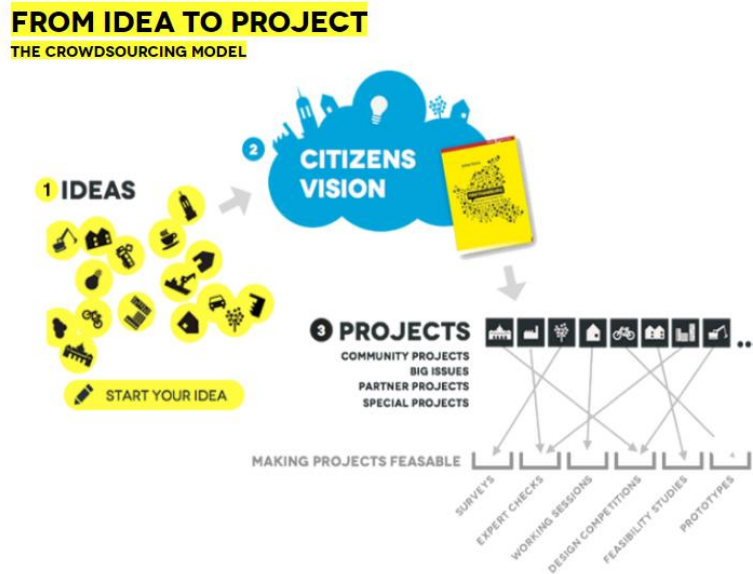 FROM IDEA TO PROJECT
THE CROWDSOURCING MODEL
1 IDEAS
START YOUR IDEA
2
CITIZENS
VISION
3 PROJECTS
COMMUNITY PROJECTS
BIG ISSUES
PARTNER PROJECTS
SPECIAL PROJECTS
MAKING PROJECTS FEASABLE
SURVEYS
EXPERT CHECKS
WORKING SESSIONS
DESIGN COMPETITIONS
FEASIBILITY STUDIES
PROTOTYPES